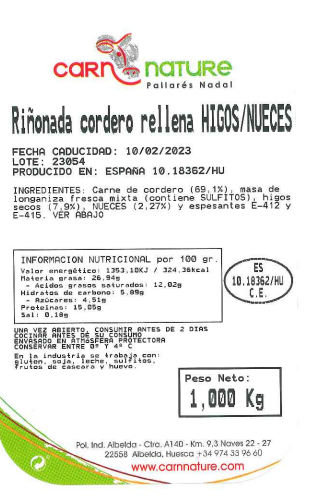 carn nature
Pallarés Nadal
Riñonada cordero rellena HIGOS/NUECES
FECHA CADUCIDAD: 10/02/2023
LOTE: 23054
PRODUCIDO EN: ESPAÑA 10.18362/HU
INGREDIENTES: Carne de cordero (69,1%), masa de
longaniza fresca mixta (contiene SULFITOS), higos
secos (7,9%), NUECES (2,27%) y espesantes E-412 y
E-415. VER ABAJO
INFORMACION NUTRICIONAL por 100 gr.
Valor energético: 1353,10KJ / 324,36kcal
Materia grasa: 26,94g
- Acidos grasos saturados: 12,02g
Hidratos de carbono: 5,89g
- Azúcares: 4,51g
Proteinas: 15,05g
Sal: 0,18g
ES
10.18362/HU
C.E.
UNA VEZ ABIERTO, CONSUMIR ANTES DE 2 DIAS
COCINAR ANTES DE SU CONSUMO
ENVASADO EN ATMóSFERA PROTECTORA
CONSERVAR ENTRE 0º Y 4º C
En la industria se trabaja con:
gluten, soja, leche, sulfitos,
frutos de cascara y huevo.
Peso Neto:
1,000 Kg
Pol. Ind. Albelda - Ctra. A140 - Km. 9,3 Naves 22 - 27
22558 Albelda, Huesca +34 974 33 96 60
www.carnnature.com